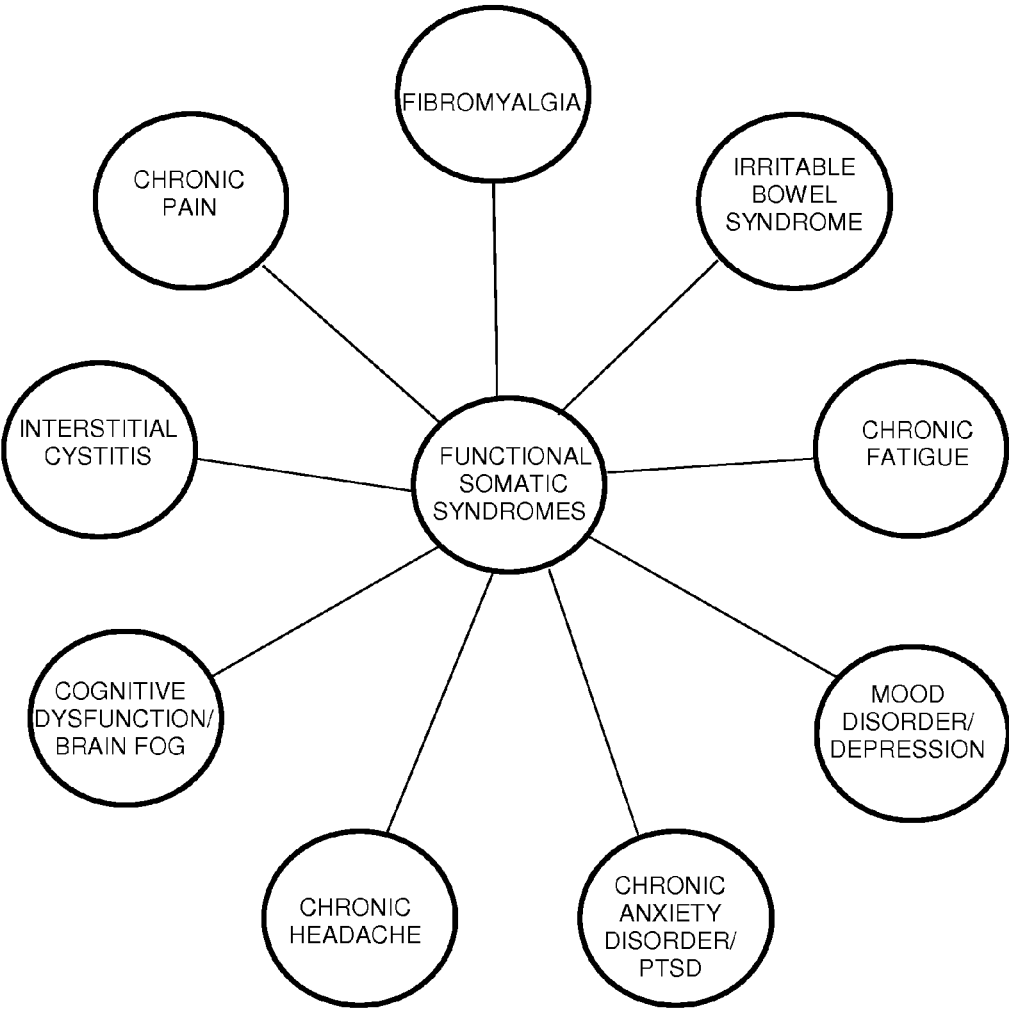 FIBROMYALGIA
IRRITABLE
BOWEL
SYNDROME
CHRONIC
PAIN
INTERSTITIAL
CYSTITIS
FUNCTIONAL
SOMATIC
SYNDROMES
CHRONIC
FATIGUE
COGNITIVE
DYSFUNCTION/
BRAIN FOG
MOOD
DISORDER/
DEPRESSION
CHRONIC
HEADACHE
CHRONIC
ANXIETY
DISORDER/
PTSD